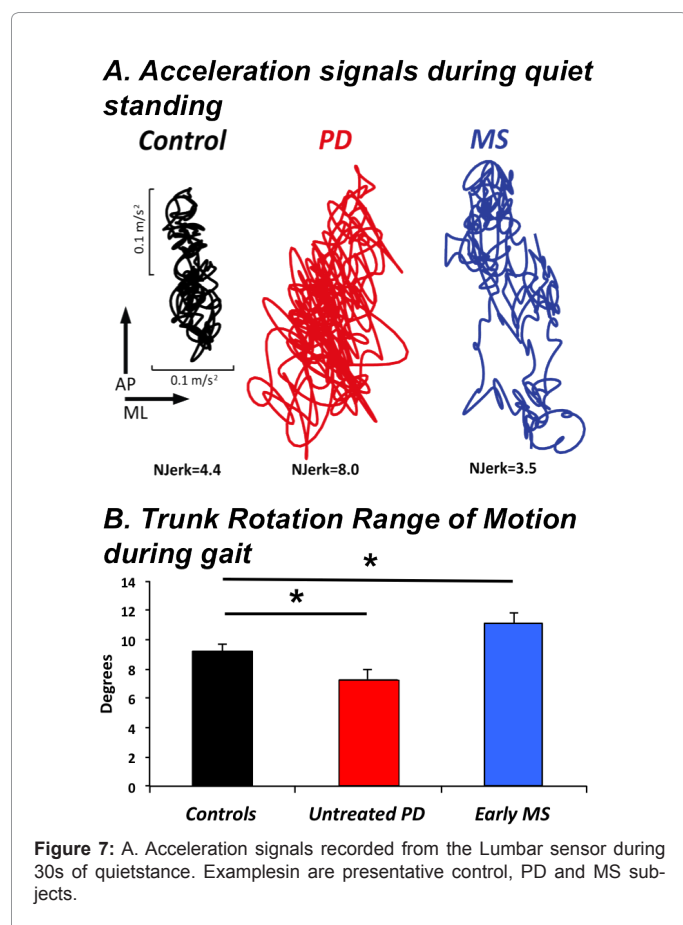 A. Acceleration signals during quiet
standing
Control PD MS
0.1 m/s²
0.1 m/s²
AP
ML
NJerk=4.4 NJerk=8.0 NJerk=3.5
B. Trunk Rotation Range of Motion
during gait
*
*
14
12
10
8
6
4
2
0
Degrees
Controls Untreated PD Early MS
Figure 7: A. Acceleration signals recorded from the Lumbar sensor during
30s of quietstance. Examplesin are presentative control, PD and MS sub-
jects.